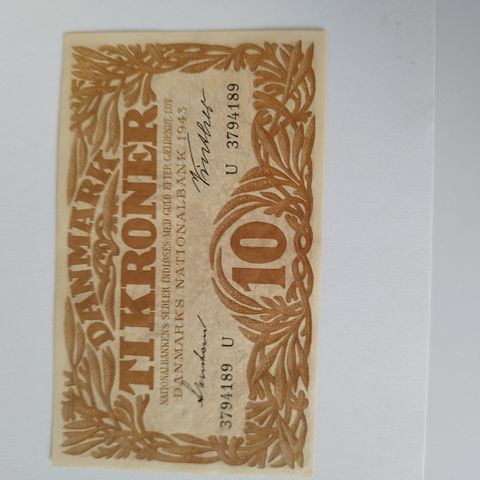 DANMARK
TI KRONER
NATIONALBANKENS SEDLER INDLØSES MED GULD EFTER GÆLDENDE LOV
DANMARKS NATIONALBANK 1943
3794189 U
U 3794189
10